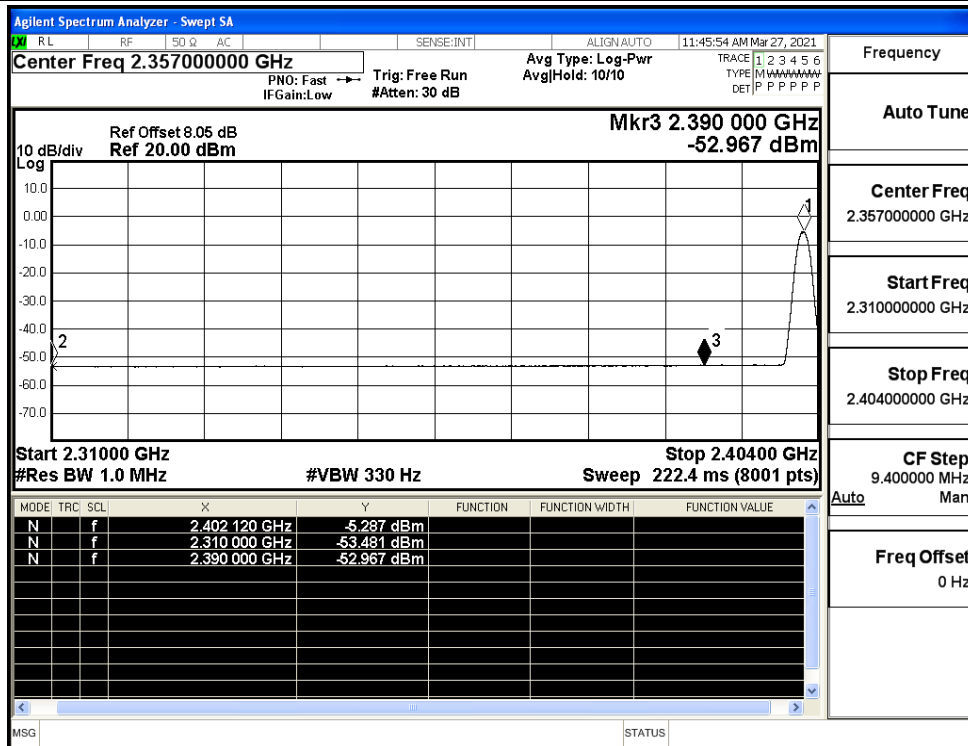 Agilent Spectrum Analyzer - Swept SA
LXI RL RF 50 Ω AC SENSE:INT ALIGN AUTO 11:45:54 AM Mar 27, 2021
Center Freq 2.357000000 GHz
PNO: Fast
IFGain:Low
Trig: Free Run
#Atten: 30 dB
Avg Type: Log-Pwr
Avg|Hold: 10/10
TRACE 1 2 3 4 5 6
TYPE M WWWWW
DET P P P P P P
Ref Offset 8.05 dB
10 dB/div Ref 20.00 dBm
Log
Mkr3 2.390 000 GHz
-52.967 dBm
10.0
0.00
-10.0
-20.0
-30.0
-40.0
-50.0
-60.0
-70.0
1
2
3
Start 2.31000 GHz Stop 2.40400 GHz
#Res BW 1.0 MHz #VBW 330 Hz Sweep 222.4 ms (8001 pts)
MODE TRC SCL X Y FUNCTION FUNCTION WIDTH FUNCTION VALUE
N f 2.402 120 GHz -5.287 dBm
N f 2.310 000 GHz -53.481 dBm
N f 2.390 000 GHz -52.967 dBm
MSG STATUS
Frequency
Auto Tune
Center Freq
2.357000000 GHz
Start Freq
2.310000000 GHz
Stop Freq
2.404000000 GHz
CF Step
9.400000 MHz
Auto Man
Freq Offset
0 Hz